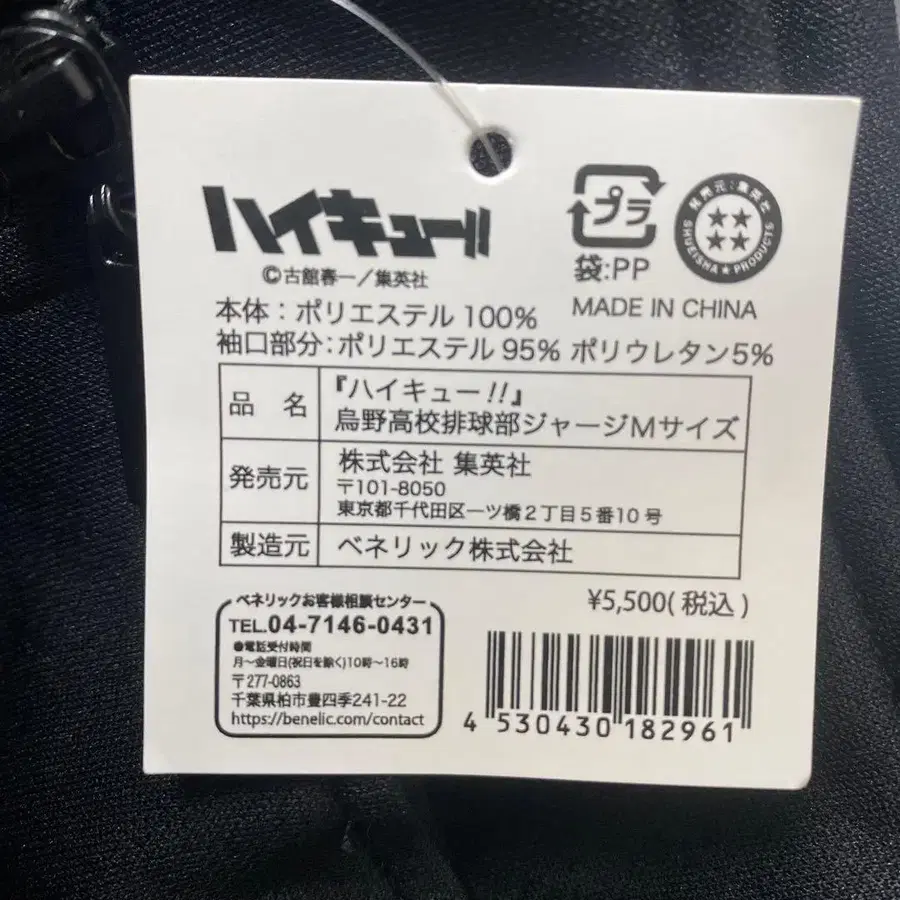 ハイキュー!!
©古舘春一／集英社
プラ
袋:PP
発売元:集英社
SHUEISHA★PRODUCTS
MADE IN CHINA
本体：ポリエステル 100%
袖口部分：ポリエステル 95% ポリウレタン5%
品 名
『ハイキュー!!』
烏野高校排球部ジャージMサイズ
発売元
株式会社 集英社
〒101-8050
東京都千代田区一ツ橋２丁目５番10号
製造元
ベネリック株式会社
¥5,500(税込)
ベネリックお客様相談センター
TEL.04-7146-0431
●電話受付時間
月～金曜日(祝日を除く)10時～16時
〒277-0863
千葉県柏市豊四季241-22
https://benelic.com/contact
4 530430 182961